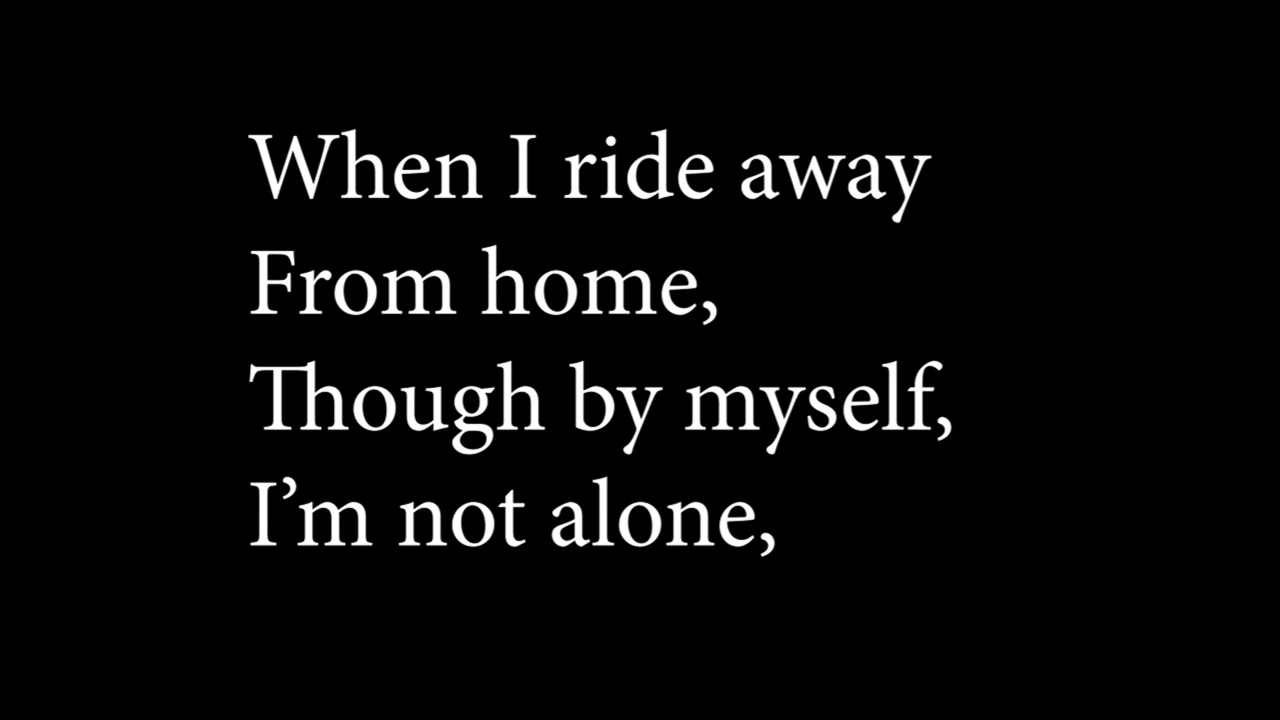 When I ride away
From home,
Though by myself,
I’m not alone,